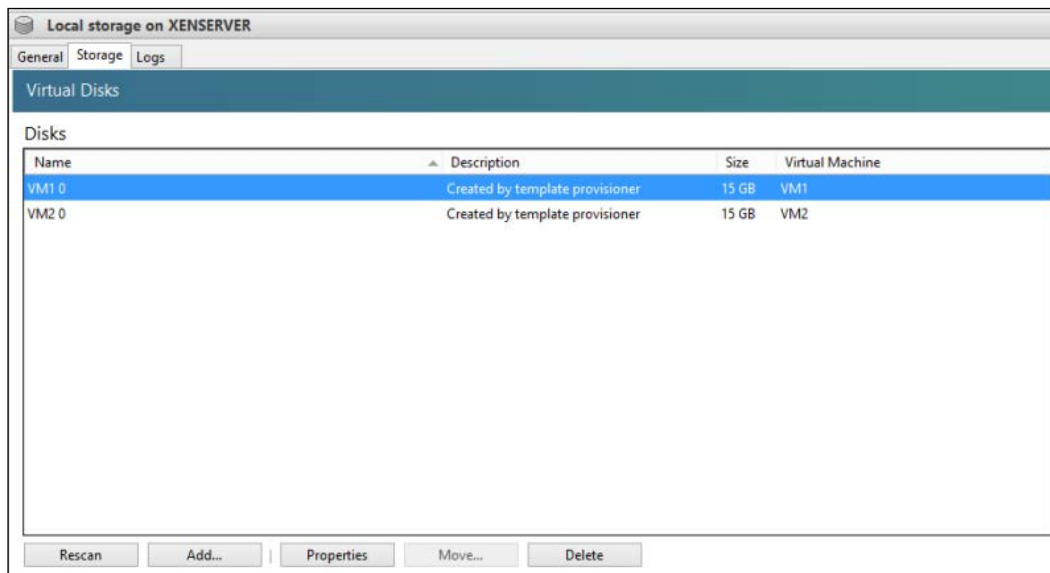 Local storage on XENSERVER
General Storage Logs
Virtual Disks
Disks
Name Description Size Virtual Machine
VM1 0 Created by template provisioner 15 GB VM1
VM2 0 Created by template provisioner 15 GB VM2
Rescan Add... Properties Move... Delete